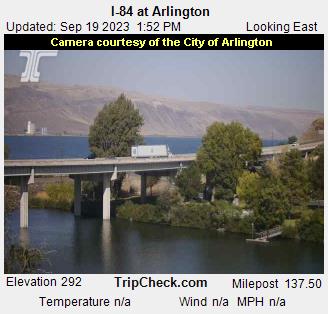 I-84 at Arlington
Updated: Sep 19 2023 1:52 PM Looking East
Camera courtesy of the City of Arlington
Elevation 292 TripCheck.com Milepost 137.50
Temperature n/a Wind n/a MPH n/a